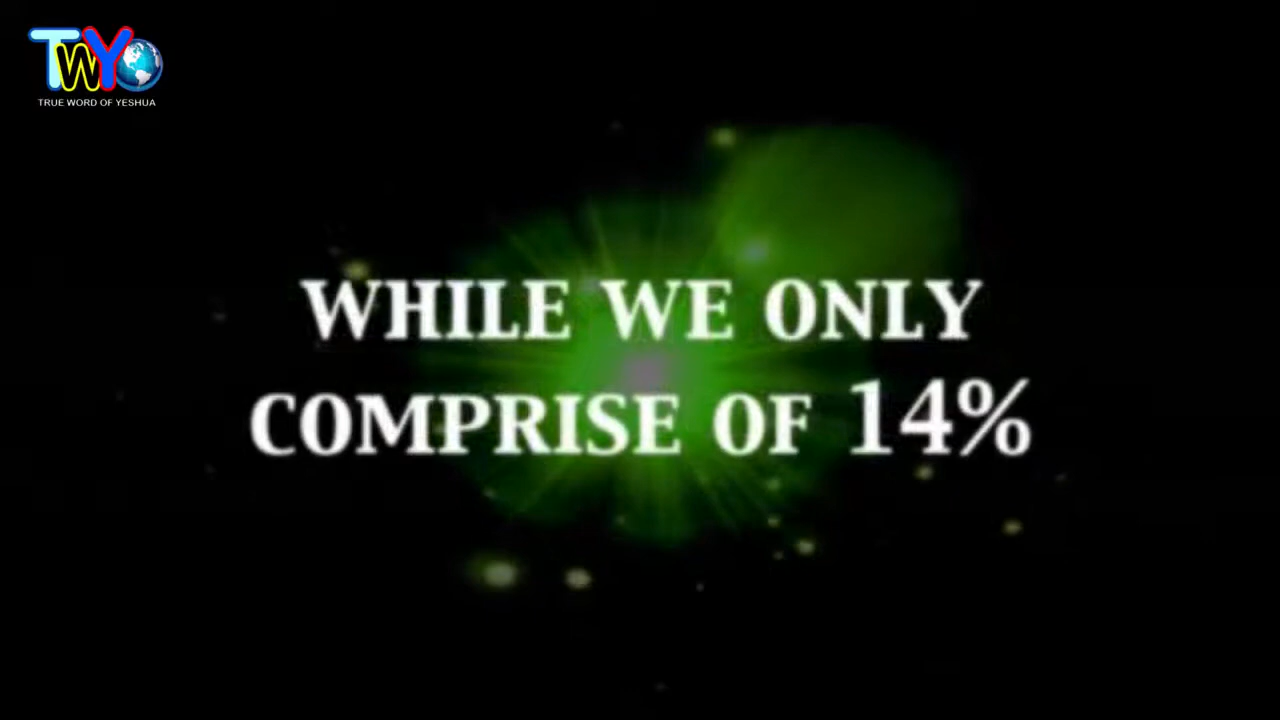 TWY
TRUE WORD OF YESHUA
WHILE WE ONLY
COMPRISE OF 14%